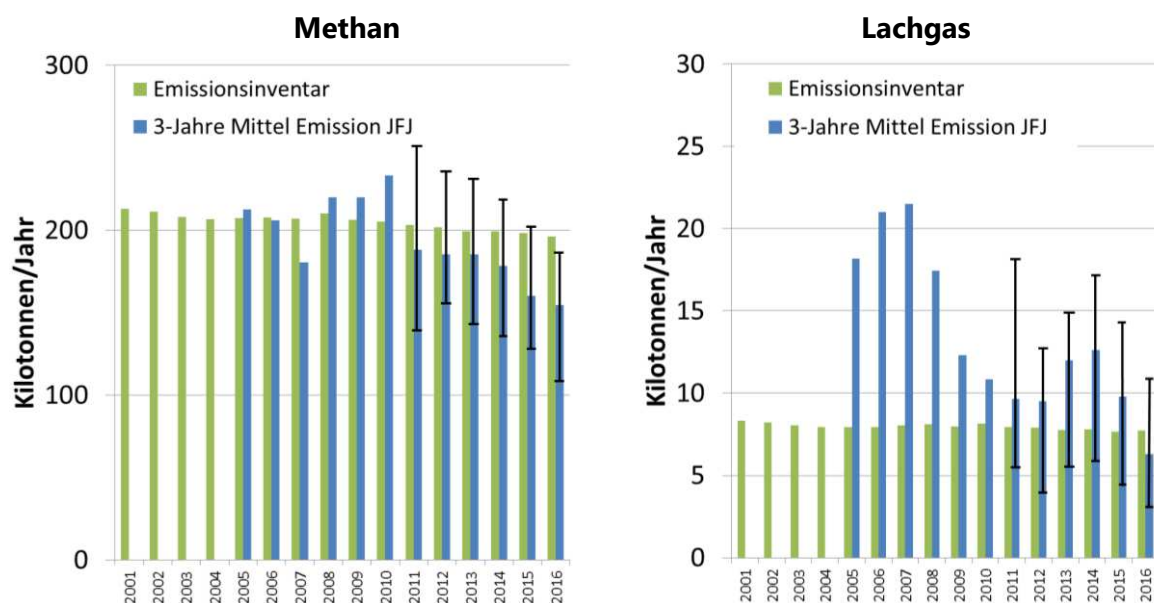 Methan
Kilotonnen/Jahr
300
200
100
0
Emissionsinventar
3-Jahre Mittel Emission JFJ
2001 2002 2003 2004 2005 2006 2007 2008 2009 2010 2011 2012 2013 2014 2015 2016
Lachgas
Kilotonnen/Jahr
30
25
20
15
10
5
0
Emissionsinventar
3-Jahre Mittel Emission JFJ
2001 2002 2003 2004 2005 2006 2007 2008 2009 2010 2011 2012 2013 2014 2015 2016